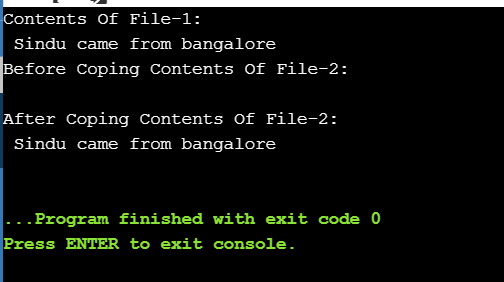 Contents Of File-1:
Sindu came from bangalore
Before Coping Contents Of File-2:
After Coping Contents Of File-2:
Sindu came from bangalore
...Program finished with exit code 0
Press ENTER to exit console.